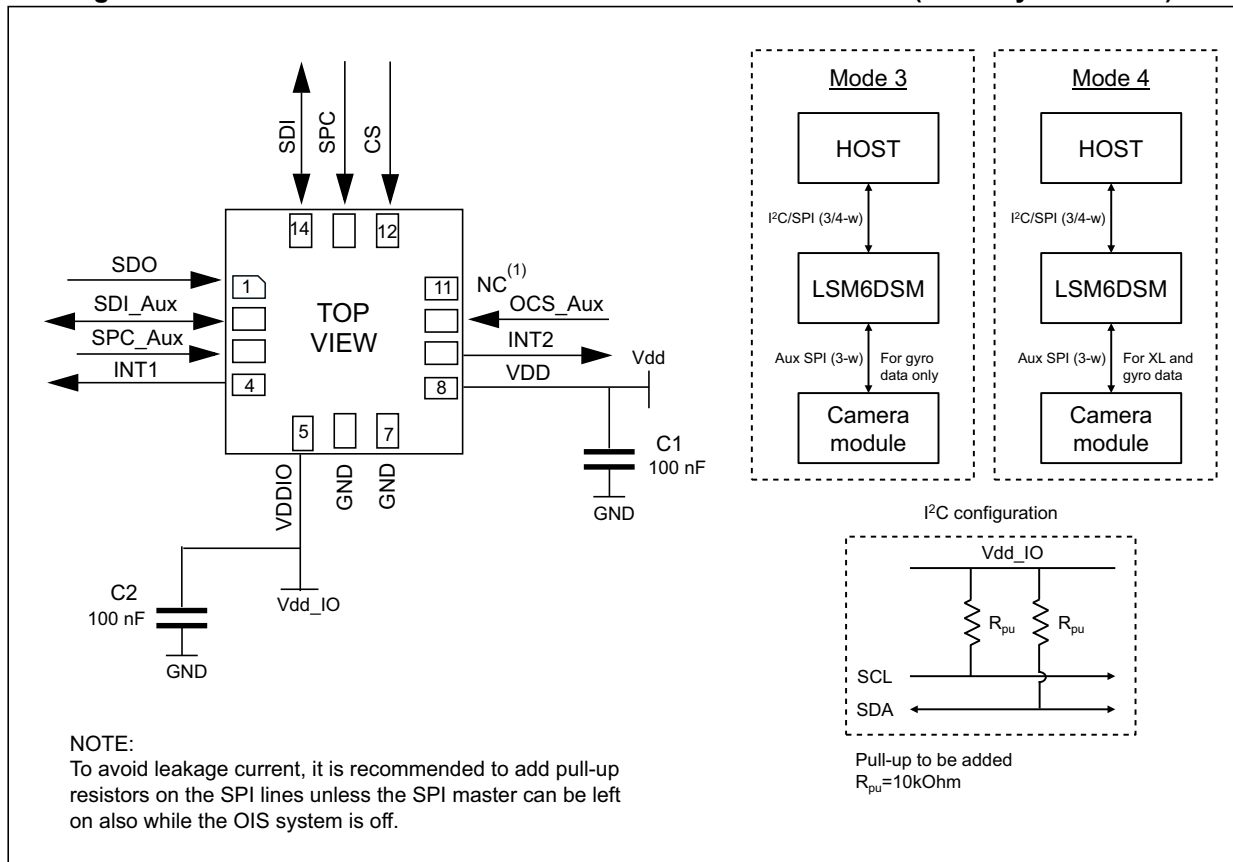 SDI
SPC
CS
14
12
SDO
1
SDI_Aux
SPC_Aux
INT1
4
TOP
VIEW
11
NC(1)
OCS_Aux
INT2
VDD
8
Vdd
5
7
VDDIO
GND
GND
C1
100 nF
GND
C2
100 nF
GND
Vdd_IO
NOTE:
To avoid leakage current, it is recommended to add pull-up
resistors on the SPI lines unless the SPI master can be left
on also while the OIS system is off.
Mode 3
HOST
I²C/SPI (3/4-w)
LSM6DSM
Aux SPI (3-w)
For gyro
data only
Camera
module
Mode 4
HOST
I²C/SPI (3/4-w)
LSM6DSM
Aux SPI (3-w)
For XL and
gyro data
Camera
module
I²C configuration
Vdd_IO
Rpu
Rpu
SCL
SDA
Pull-up to be added
Rpu=10kOhm